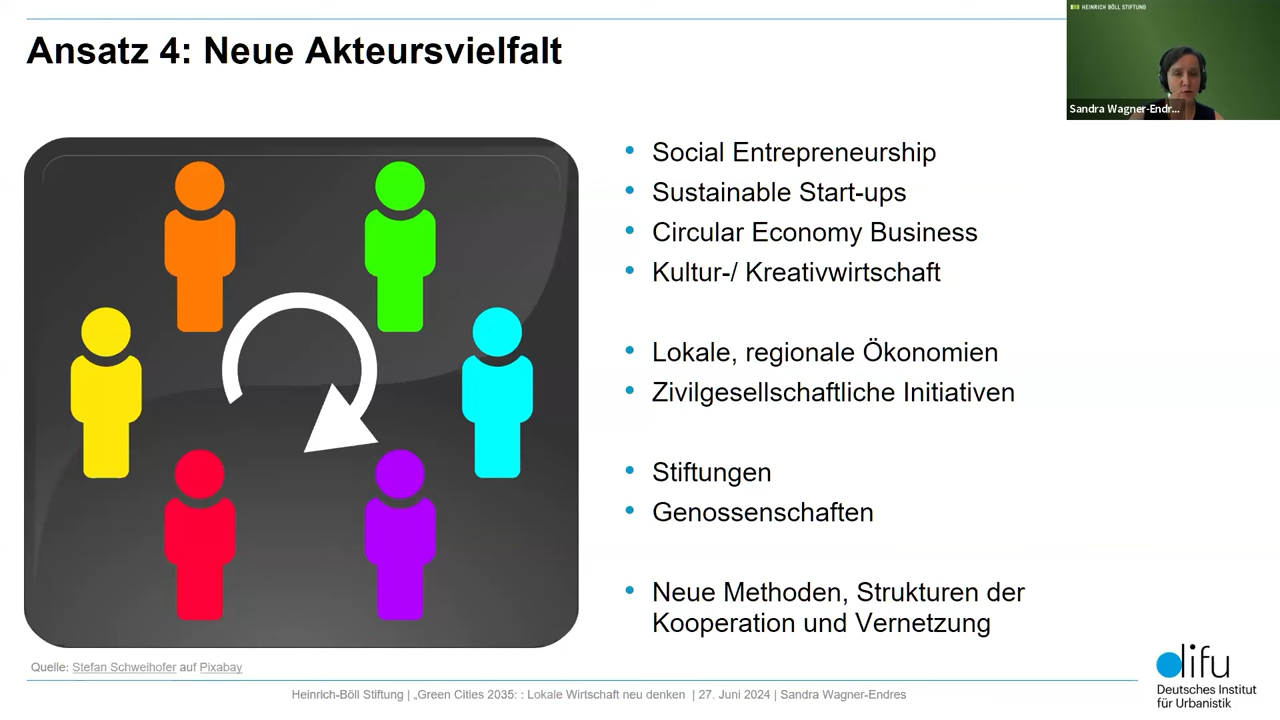 HEINRICH BÖLL STIFTUNG
Ansatz 4: Neue Akteursvielfalt
Sandra Wagner-Endr...
• Social Entrepreneurship
• Sustainable Start-ups
• Circular Economy Business
• Kultur-/ Kreativwirtschaft
• Lokale, regionale Ökonomien
• Zivilgesellschaftliche Initiativen
• Stiftungen
• Genossenschaften
• Neue Methoden, Strukturen der
Kooperation und Vernetzung
Quelle: Stefan Schweihofer auf Pixabay
Heinrich-Böll Stiftung | „Green Cities 2035: : Lokale Wirtschaft neu denken | 27. Juni 2024 | Sandra Wagner-Endres
difu
Deutsches Institut
für Urbanistik